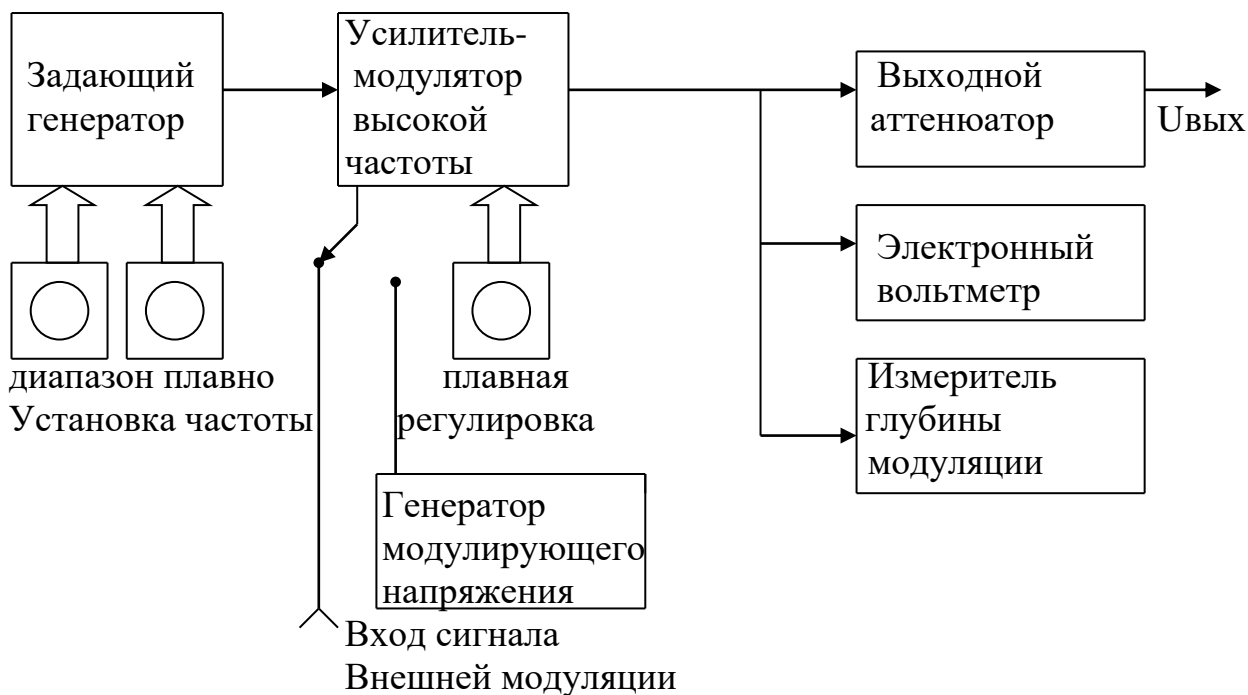 Задающий
генератор
Усилитель-
модулятор
высокой
частоты
Выходной
аттенюатор
Uвых
Электронный
вольтметр
Измеритель
глубины
модуляции
диапазон плавно
Установка частоты
плавная
регулировка
Генератор
модулирующего
напряжения
Вход сигнала
Внешней модуляции